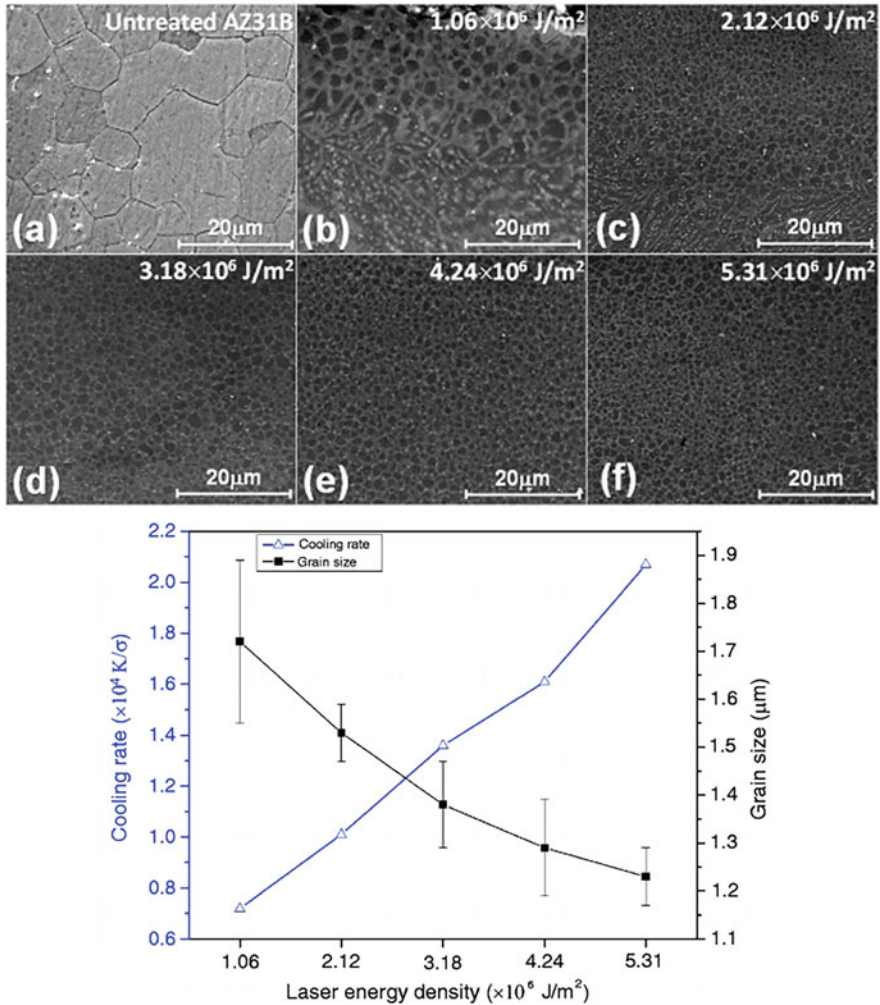 Untreated AZ31B
1.06×10⁶ J/m²
2.12×10⁶ J/m²
(a)
20μm
(b)
20μm
(c)
20μm
3.18×10⁶ J/m²
4.24×10⁶ J/m²
5.31×10⁶ J/m²
(d)
20μm
(e)
20μm
(f)
20μm
Cooling rate
Grain size
Cooling rate (×10⁴ K/σ)
2.2
2.0
1.8
1.6
1.4
1.2
1.0
0.8
0.6
1.9
1.8
1.7
1.6
1.5
1.4
1.3
1.2
1.1
Grain size (μm)
1.06
2.12
3.18
4.24
5.31
Laser energy density (×10⁶ J/m²)